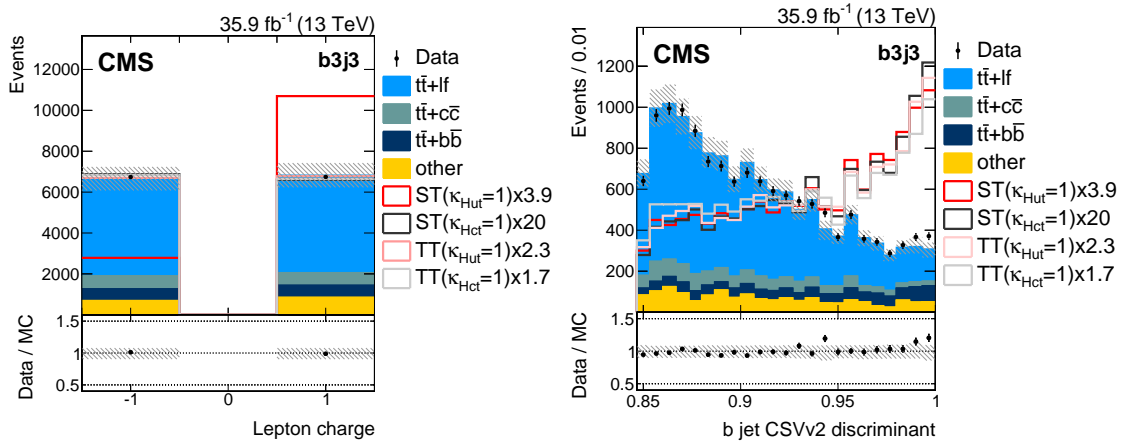 35.9 fb⁻¹ (13 TeV)
CMS
b3j3
Events
12000
10000
8000
6000
4000
2000
Data
tt̄+lf
tt̄+cc̄
tt̄+bb̄
other
ST(κHut=1)x3.9
ST(κHct=1)x20
TT(κHut=1)x2.3
TT(κHct=1)x1.7
Data / MC
1.5
1
0.5
-1 0 1
Lepton charge
35.9 fb⁻¹ (13 TeV)
CMS
b3j3
Events / 0.01
1200
1000
800
600
400
200
Data
tt̄+lf
tt̄+cc̄
tt̄+bb̄
other
ST(κHut=1)x3.9
ST(κHct=1)x20
TT(κHut=1)x2.3
TT(κHct=1)x1.7
Data / MC
1.5
1
0.5
0.85 0.9 0.95 1
b jet CSVv2 discriminant